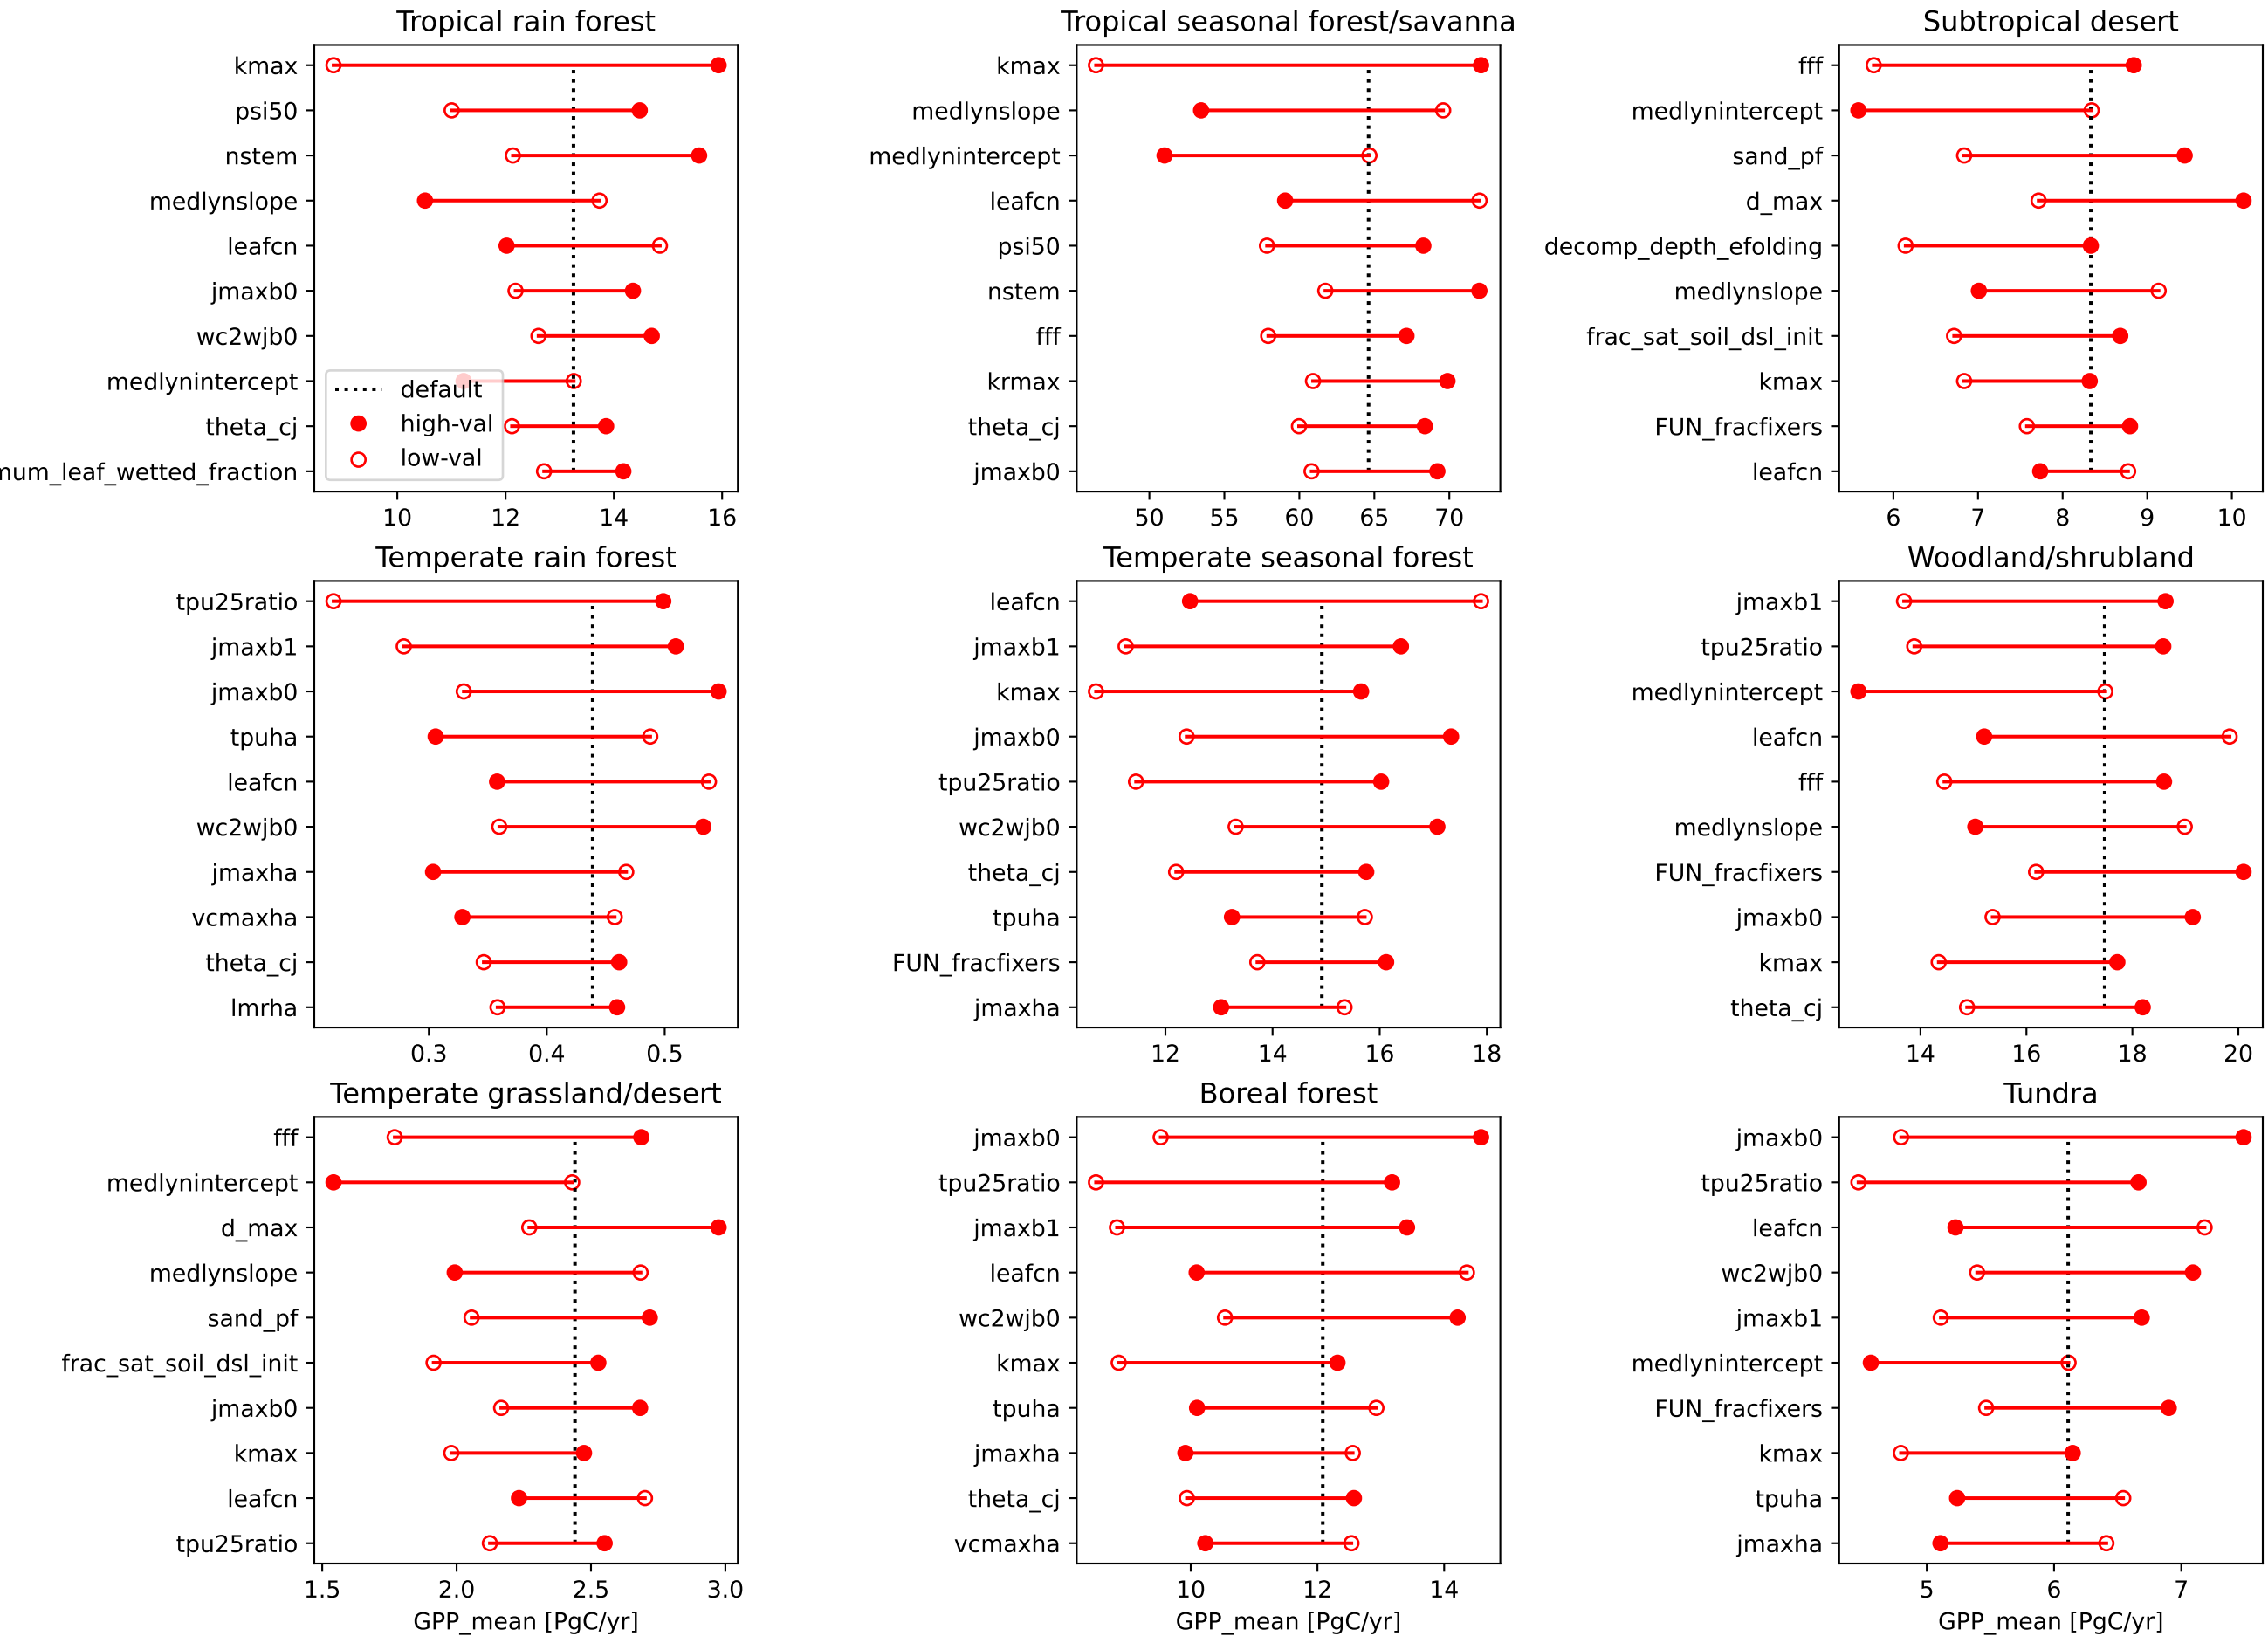 Tropical rain forest
kmax
psi50
nstem
medlynslope
leafcn
jmaxb0
wc2wjb0
medlynintercept
theta_cj
mum_leaf_wetted_fraction
default
high-val
low-val
10 12 14 16
Tropical seasonal forest/savanna
kmax
medlynslope
medlynintercept
leafcn
psi50
nstem
fff
krmax
theta_cj
jmaxb0
50 55 60 65 70
Subtropical desert
fff
medlynintercept
sand_pf
d_max
decomp_depth_efolding
medlynslope
frac_sat_soil_dsl_init
kmax
FUN_fracfixers
leafcn
6 7 8 9 10
Temperate rain forest
tpu25ratio
jmaxb1
jmaxb0
tpuha
leafcn
wc2wjb0
jmaxha
vcmaxha
theta_cj
lmrha
0.3 0.4 0.5
Temperate seasonal forest
leafcn
jmaxb1
kmax
jmaxb0
tpu25ratio
wc2wjb0
theta_cj
tpuha
FUN_fracfixers
jmaxha
12 14 16 18
Woodland/shrubland
jmaxb1
tpu25ratio
medlynintercept
leafcn
fff
medlynslope
FUN_fracfixers
jmaxb0
kmax
theta_cj
14 16 18 20
Temperate grassland/desert
fff
medlynintercept
d_max
medlynslope
sand_pf
frac_sat_soil_dsl_init
jmaxb0
kmax
leafcn
tpu25ratio
1.5 2.0 2.5 3.0
GPP_mean [PgC/yr]
Boreal forest
jmaxb0
tpu25ratio
jmaxb1
leafcn
wc2wjb0
kmax
tpuha
jmaxha
theta_cj
vcmaxha
10 12 14
GPP_mean [PgC/yr]
Tundra
jmaxb0
tpu25ratio
leafcn
wc2wjb0
jmaxb1
medlynintercept
FUN_fracfixers
kmax
tpuha
jmaxha
5 6 7
GPP_mean [PgC/yr]